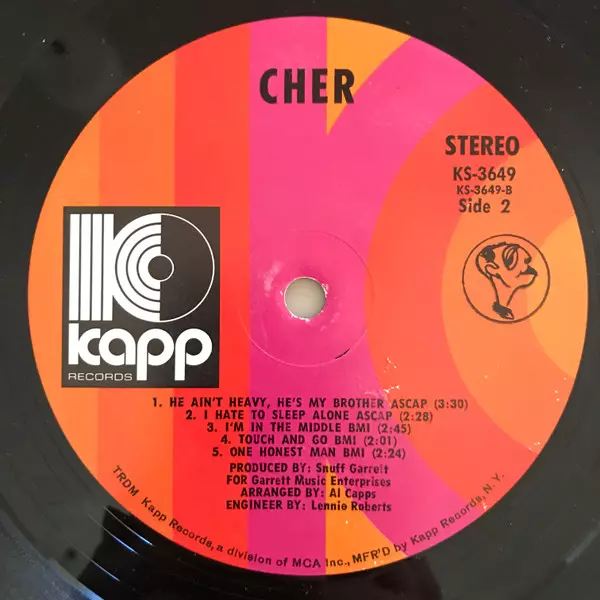 CHER
STEREO
KS-3649
KS-3649-B
Side 2
kapp
RECORDS
1. HE AIN'T HEAVY, HE'S MY BROTHER ASCAP (3:30)
2. I HATE TO SLEEP ALONE ASCAP (2:28)
3. I'M IN THE MIDDLE BMI (2:45)
4. TOUCH AND GO BMI (2:01)
5. ONE HONEST MAN BMI (2:24)
PRODUCED BY: Snuff Garrett
FOR Garrett Music Enterprises
ARRANGED BY: Al Capps
ENGINEER BY: Lennie Roberts
TRDM Kapp Records, a division of MCA Inc., MFR'D by Kapp Records, N.Y.